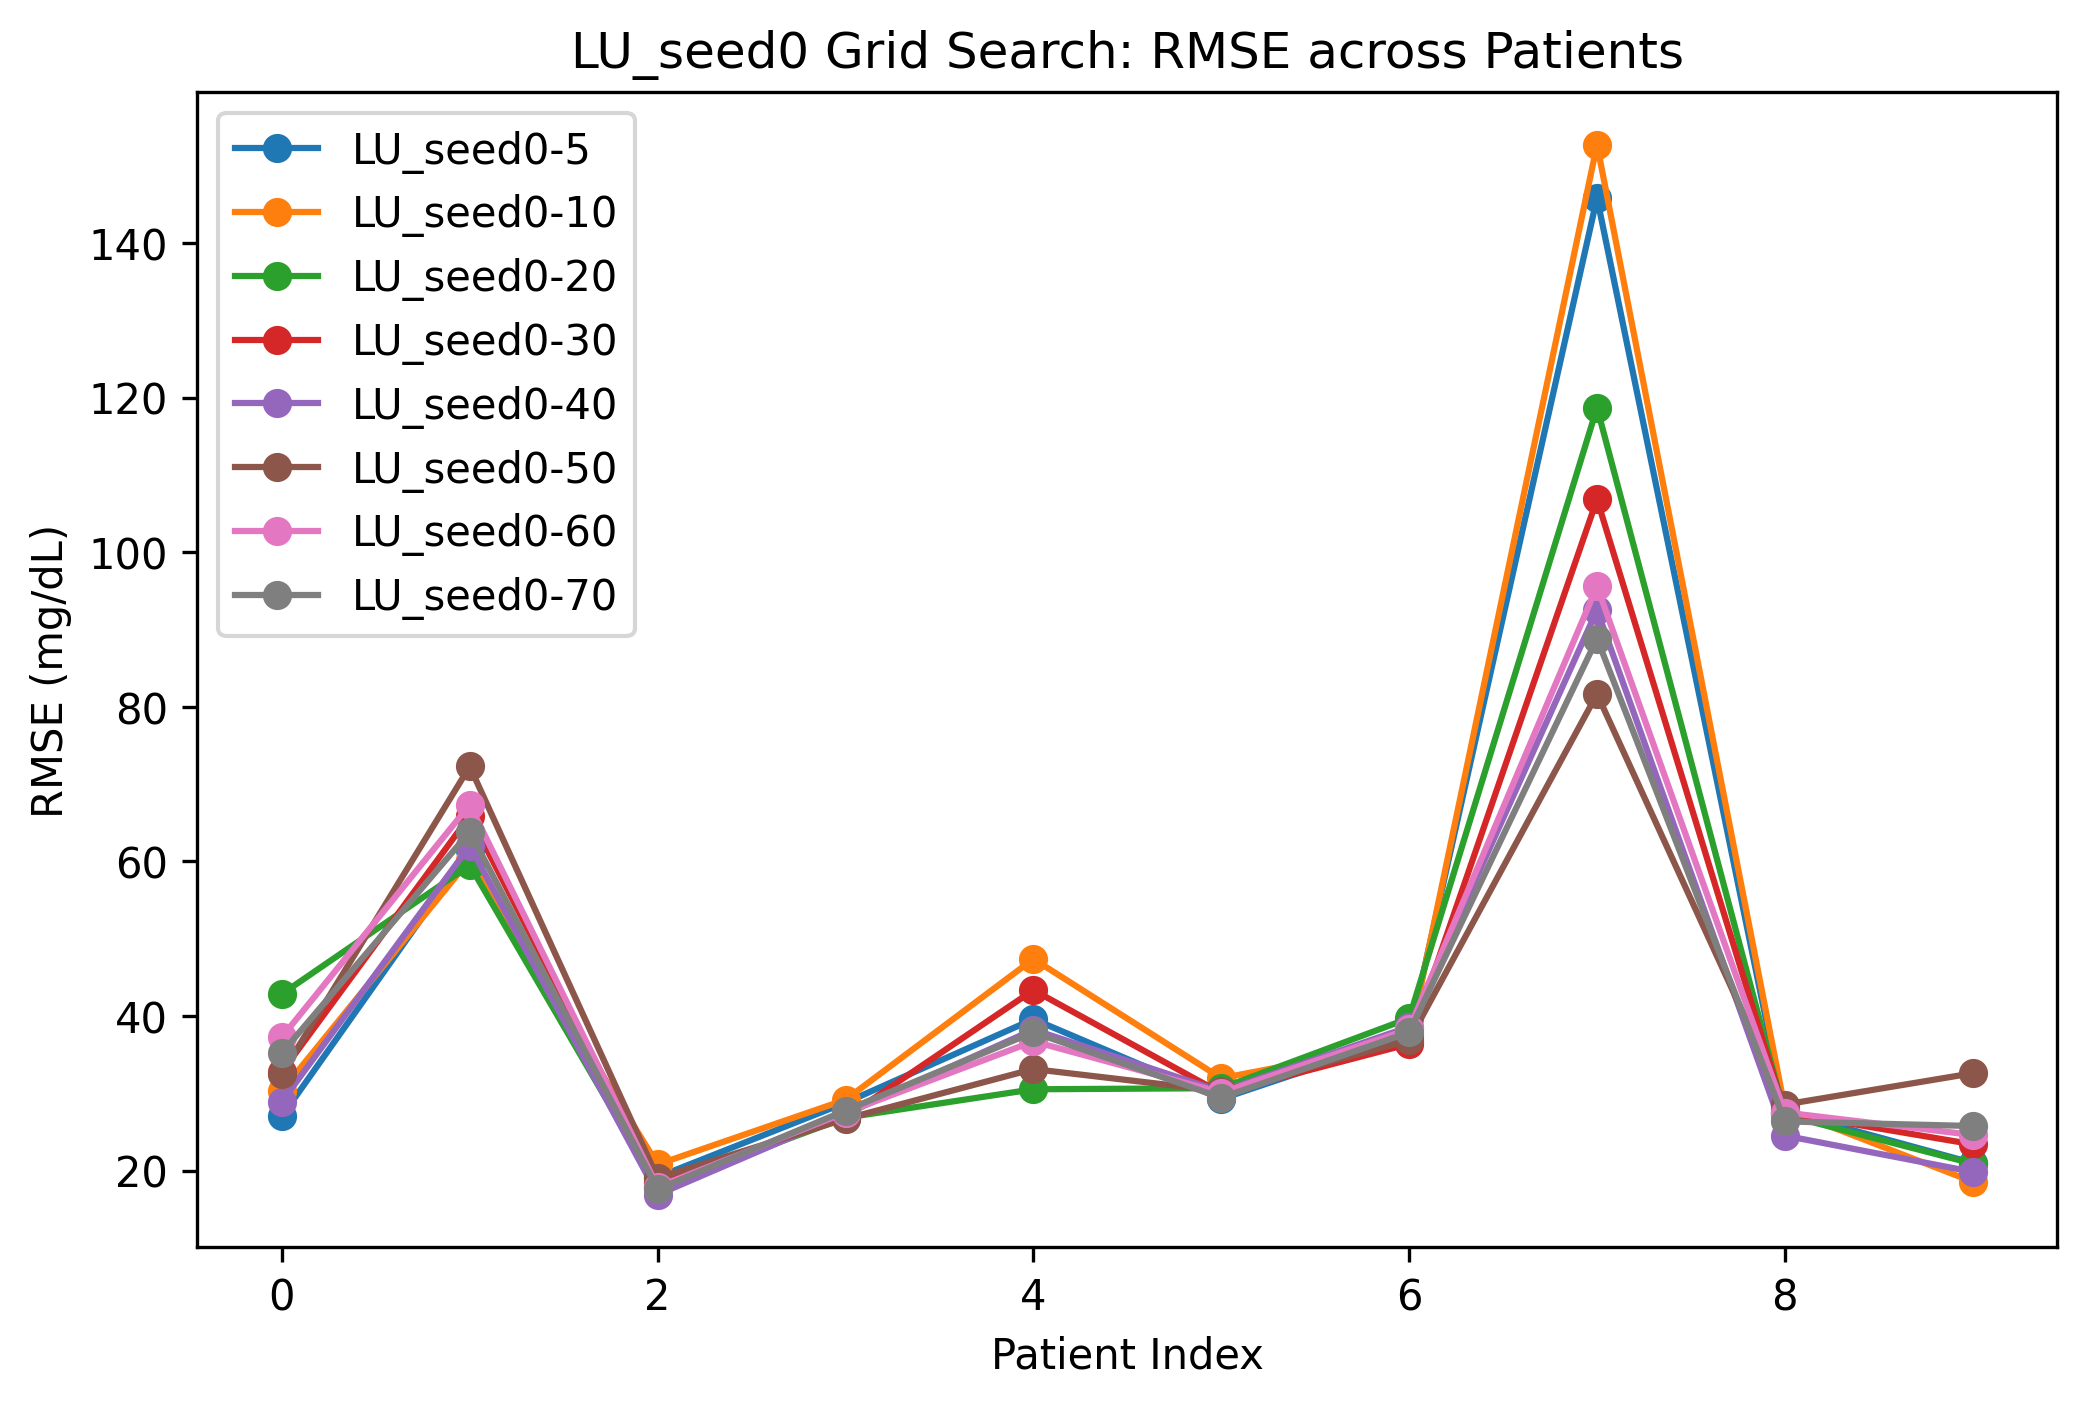 LU_seed0 Grid Search: RMSE across Patients
LU_seed0-5
LU_seed0-10
LU_seed0-20
LU_seed0-30
LU_seed0-40
LU_seed0-50
LU_seed0-60
LU_seed0-70
RMSE (mg/dL)
140
120
100
80
60
40
20
0 2 4 6 8
Patient Index